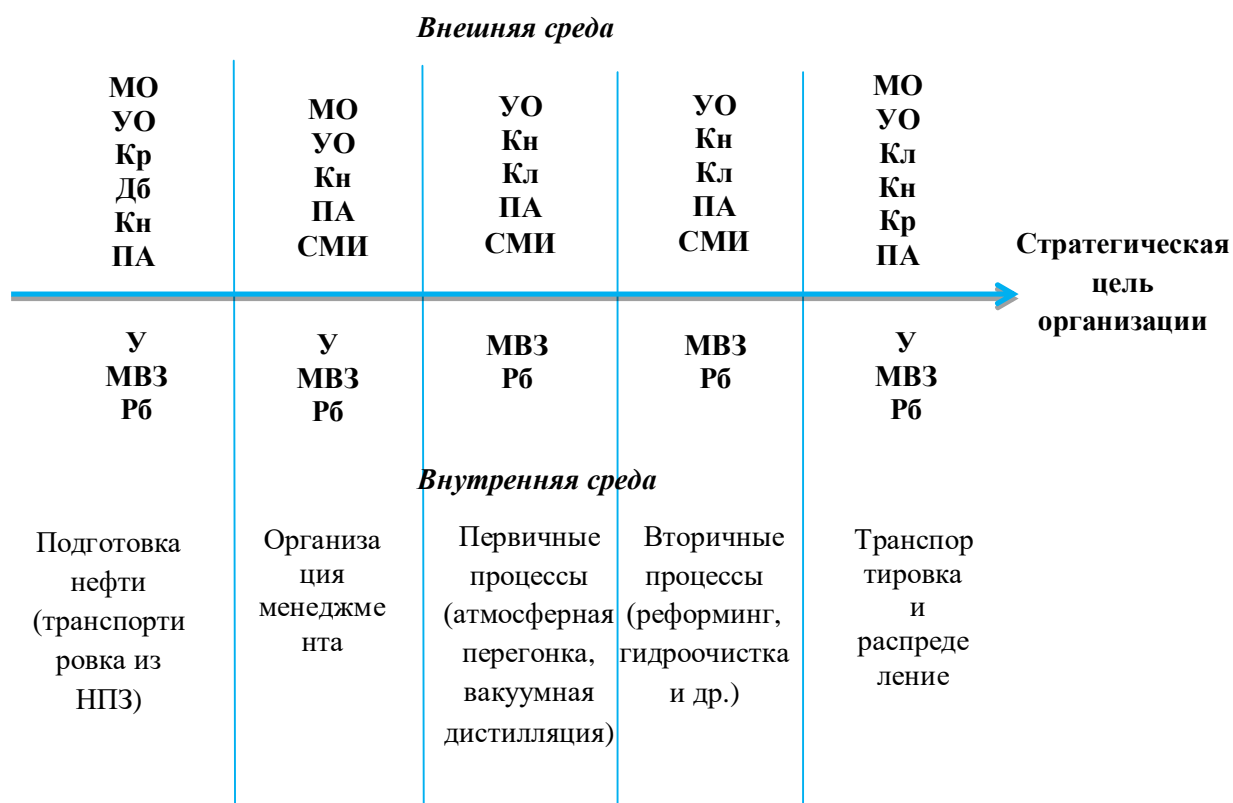 Внешняя среда
МО
УО
Кр
Дб
Кн
ПА
МО
УО
Кн
ПА
СМИ
УО
Кн
Кл
ПА
СМИ
УО
Кн
Кл
ПА
СМИ
МО
УО
Кл
Кн
Кр
ПА
Стратегическая
цель
организации
У
МВЗ
Рб
У
МВЗ
Рб
МВЗ
Рб
МВЗ
Рб
У
МВЗ
Рб
Внутренняя среда
Подготовка
нефти
(транспорти
ровка из
НПЗ)
Организа
ция
менеджме
нта
Первичные
процессы
(атмосферная
перегонка,
вакуумная
дистилляция)
Вторичные
процессы
(реформинг,
гидроочистка
и др.)
Транспор
тировка
и
распреде
ление